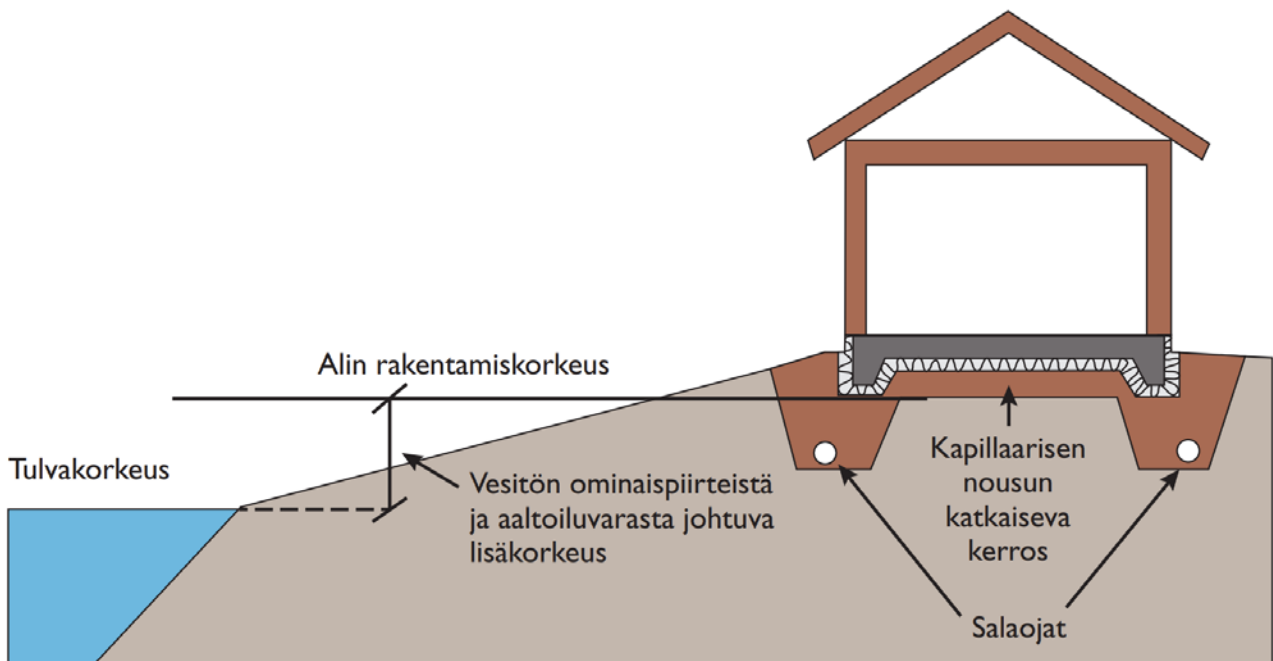 Alin rakentamiskorkeus
Tulvakorkeus
Vesitön ominaispiirteistä
ja aaltoiluvarasta johtuva
lisäkorkeus
Kapillaarisen
nousun
katkaiseva
kerros
Salaojat